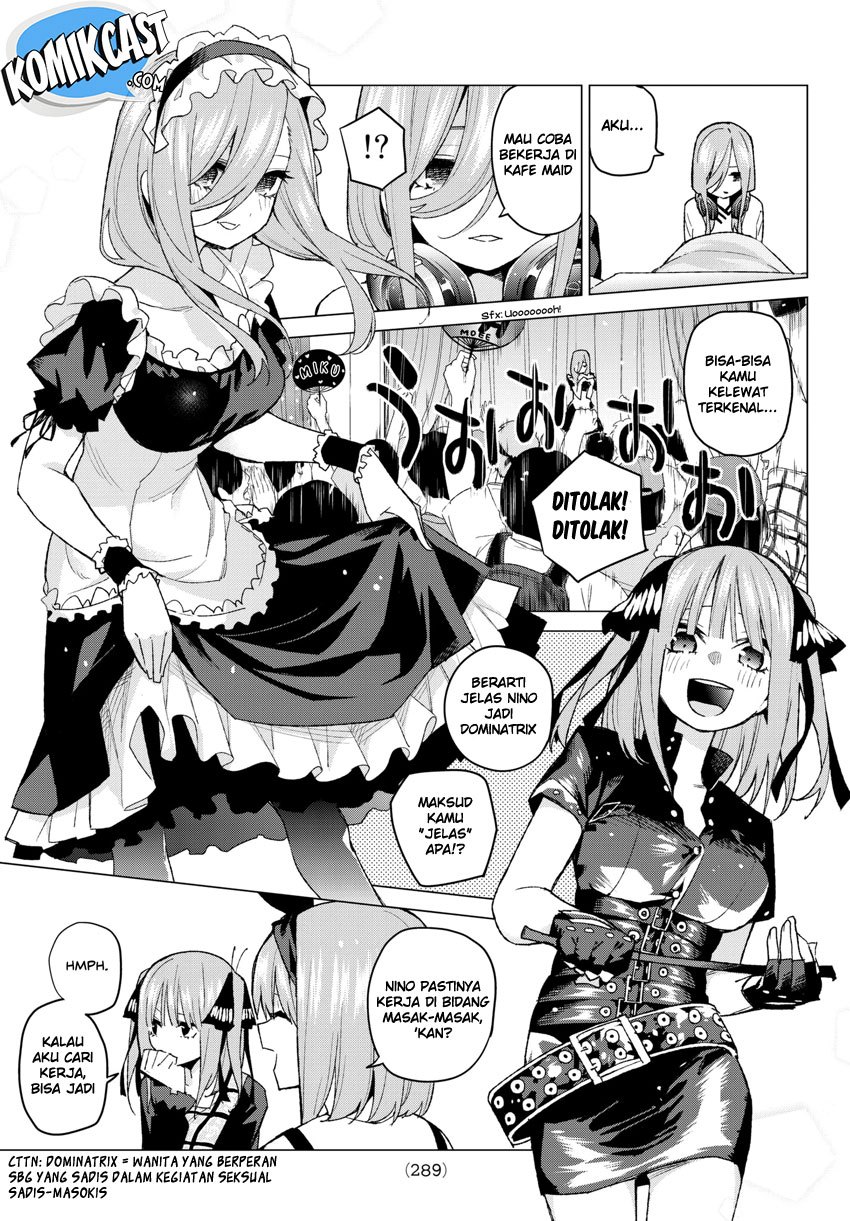 KOMIKCAST
.COM
AKU...
MAU COBA
BEKERJA DI
KAFE MAID
!?
Sfx: Uoooooooh!
MOEE
MIKU
うおおおお
BISA-BISA
KAMU
KELEWAT
TERKENAL...
DITOLAK!
DITOLAK!
BERARTI
JELAS NINO
JADI
DOMINATRIX
MAKSUD
KAMU
"JELAS"
APA!?
NINO PASTINYA
KERJA DI BIDANG
MASAK-MASAK,
'KAN?
HMPH.
KALAU
AKU CARI
KERJA,
BISA JADI
CTTN: DOMINATRIX = WANITA YANG BERPERAN
SBG YANG SADIS DALAM KEGIATAN SEKSUAL
SADIS-MASOKIS
(289)